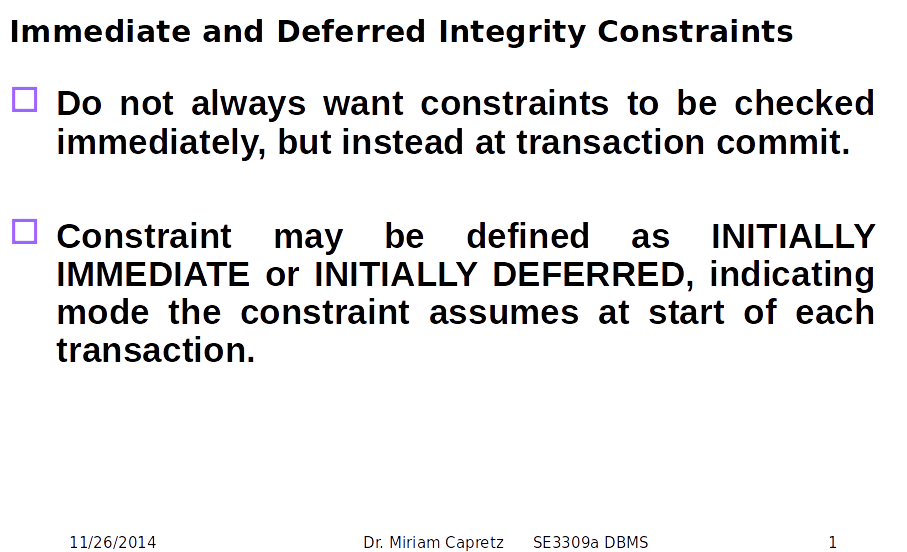 Immediate and Deferred Integrity Constraints
Do not always want constraints to be checked
immediately, but instead at transaction commit.
Constraint may be defined as INITIALLY
IMMEDIATE or INITIALLY DEFERRED, indicating
mode the constraint assumes at start of each
transaction.
11/26/2014 Dr. Miriam Capretz SE3309a DBMS 1